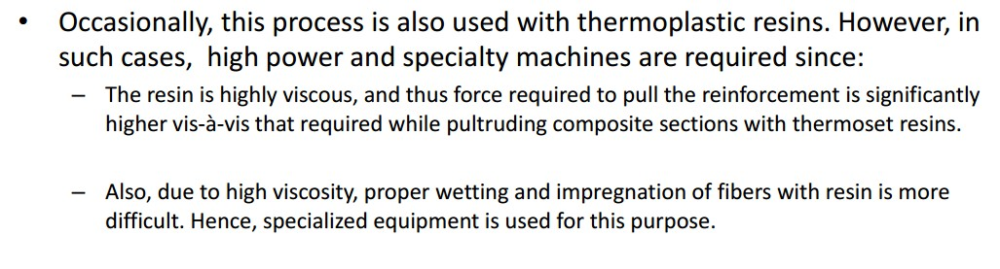 • Occasionally, this process is also used with thermoplastic resins. However, in
such cases,  high power and specialty machines are required since:
– The resin is highly viscous, and thus force required to pull the reinforcement is significantly
higher vis-à-vis that required while pultruding composite sections with thermoset resins.
– Also, due to high viscosity, proper wetting and impregnation of fibers with resin is more
difficult. Hence, specialized equipment is used for this purpose.